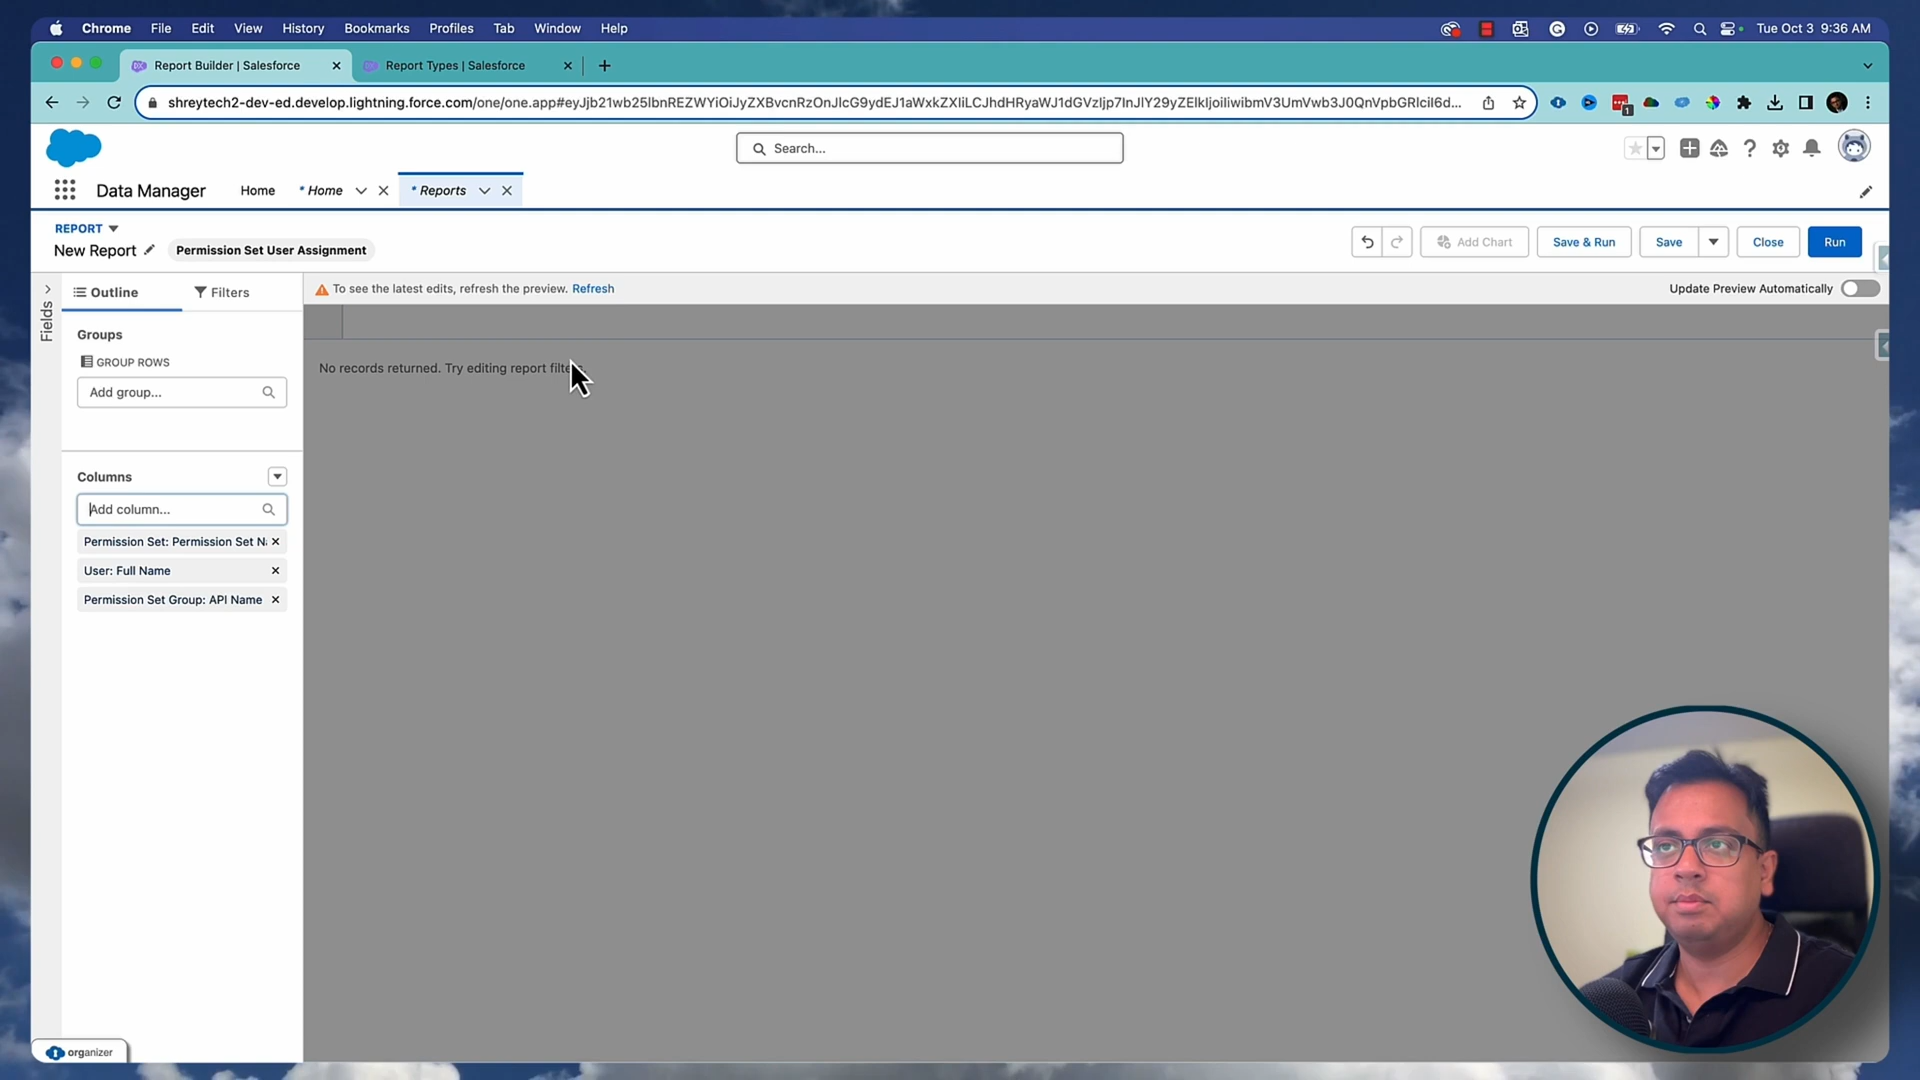 Chrome File Edit View History Bookmarks Profiles Tab Window Help Tue Oct 3 9:36 AM
Report Builder | Salesforce Report Types | Salesforce
shreytech2-dev-ed.develop.lightning.force.com/one/one.app#
Search...
Data Manager Home * Home * Reports
REPORT
New Report Permission Set User Assignment
Add Chart Save & Run Save Close Run
Fields
Outline Filters
To see the latest edits, refresh the preview. Refresh Update Preview Automatically
Groups
GROUP ROWS
Add group...
No records returned. Try editing report
Columns
Add column...
Permission Set: Permission Set
User: Full Name
Permission Set Group: API Name
organizer